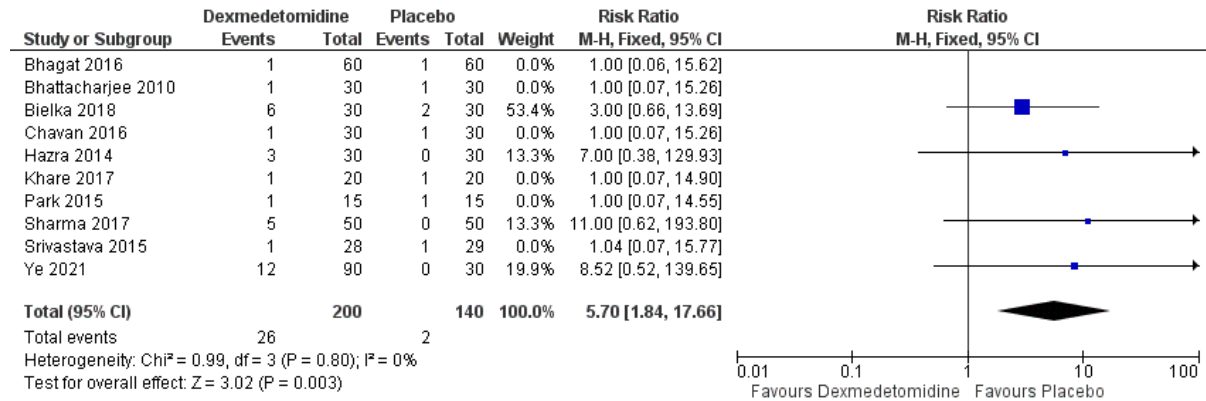 Dexmedetomidine Placebo Risk Ratio Risk Ratio
Study or Subgroup Events Total Events Total Weight M-H, Fixed, 95% CI M-H, Fixed, 95% CI
Bhagat 2016 1 60 1 60 0.0% 1.00 [0.06, 15.62]
Bhattacharjee 2010 1 30 1 30 0.0% 1.00 [0.07, 15.26]
Bielka 2018 6 30 2 30 53.4% 3.00 [0.66, 13.69]
Chavan 2016 1 30 1 30 0.0% 1.00 [0.07, 15.26]
Hazra 2014 3 30 0 30 13.3% 7.00 [0.38, 129.93]
Khare 2017 1 20 1 20 0.0% 1.00 [0.07, 14.90]
Park 2015 1 15 1 15 0.0% 1.00 [0.07, 14.55]
Sharma 2017 5 50 0 50 13.3% 11.00 [0.62, 193.80]
Srivastava 2015 1 28 1 29 0.0% 1.04 [0.07, 15.77]
Ye 2021 12 90 0 30 19.9% 8.52 [0.52, 139.65]
Total (95% CI) 200 140 100.0% 5.70 [1.84, 17.66]
Total events 26 2
Heterogeneity: Chi² = 0.99, df = 3 (P = 0.80); I² = 0%
Test for overall effect: Z = 3.02 (P = 0.003)
0.01 0.1 1 10 100
Favours Dexmedetomidine Favours Placebo